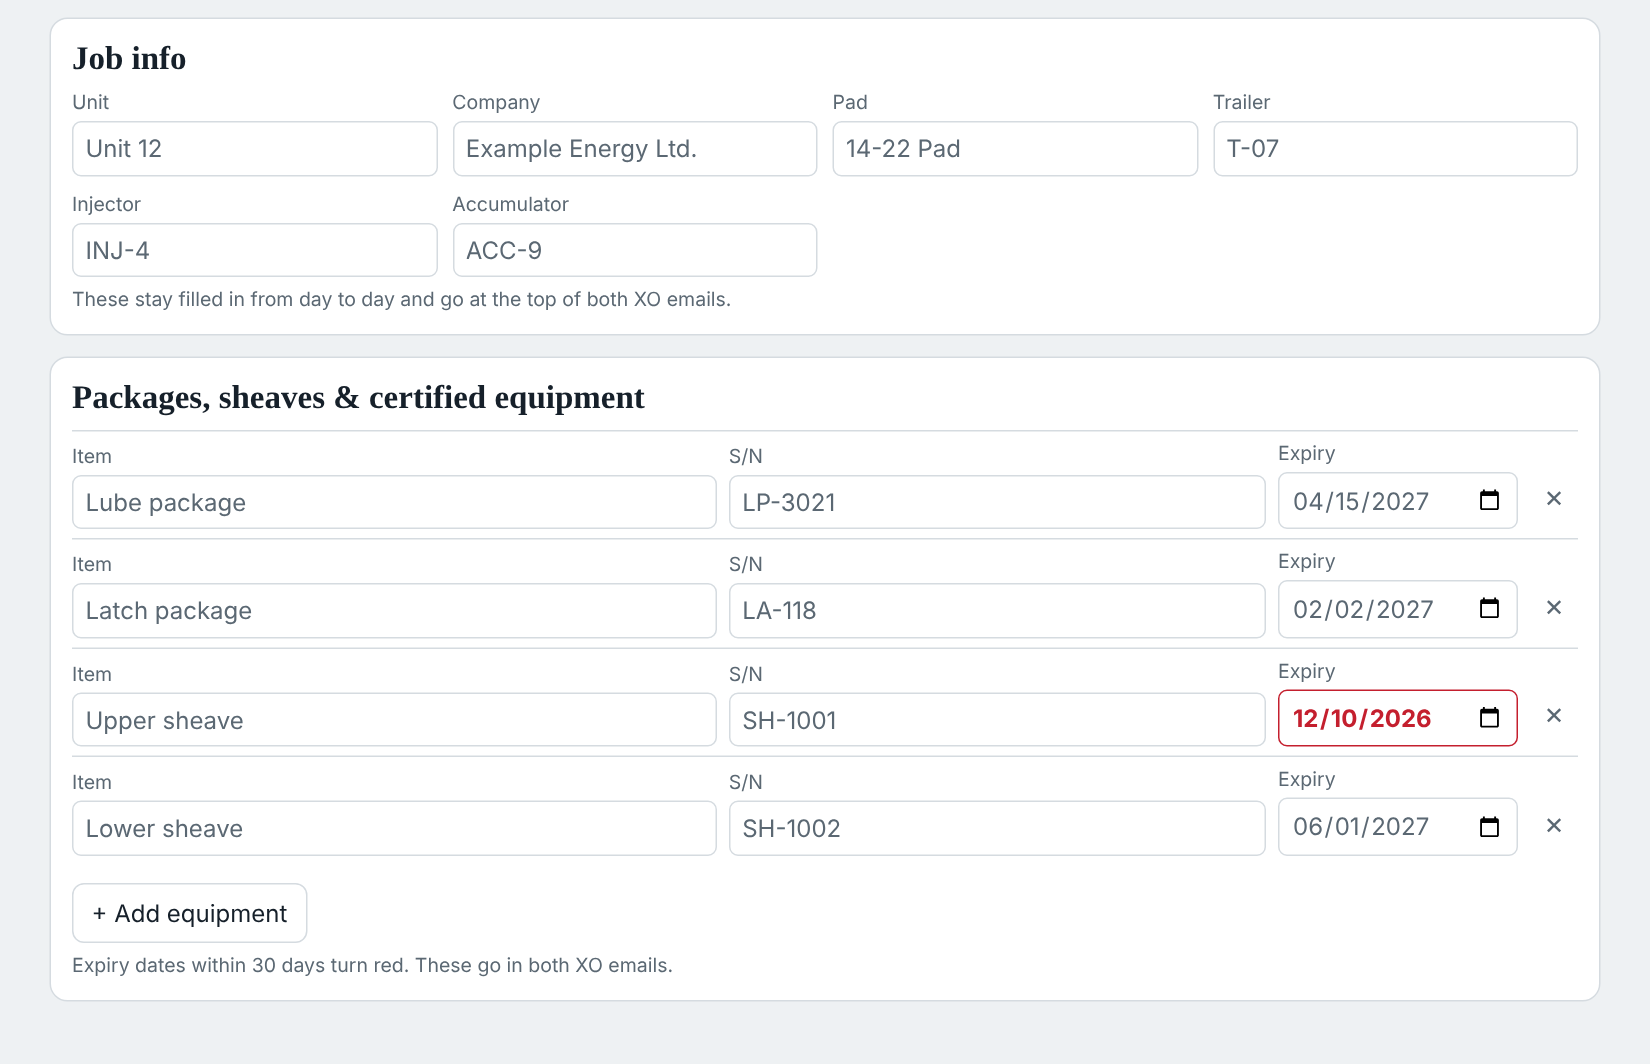 Job info
Unit Company Pad Trailer
Unit 12 Example Energy Ltd. 14-22 Pad T-07
Injector Accumulator
INJ-4 ACC-9
These stay filled in from day to day and go at the top of both XO emails.
Packages, sheaves & certified equipment
Item S/N Expiry
Lube package LP-3021 04/15/2027 ×
Item S/N Expiry
Latch package LA-118 02/02/2027 ×
Item S/N Expiry
Upper sheave SH-1001 12/10/2026 ×
Item S/N Expiry
Lower sheave SH-1002 06/01/2027 ×
+ Add equipment
Expiry dates within 30 days turn red. These go in both XO emails.